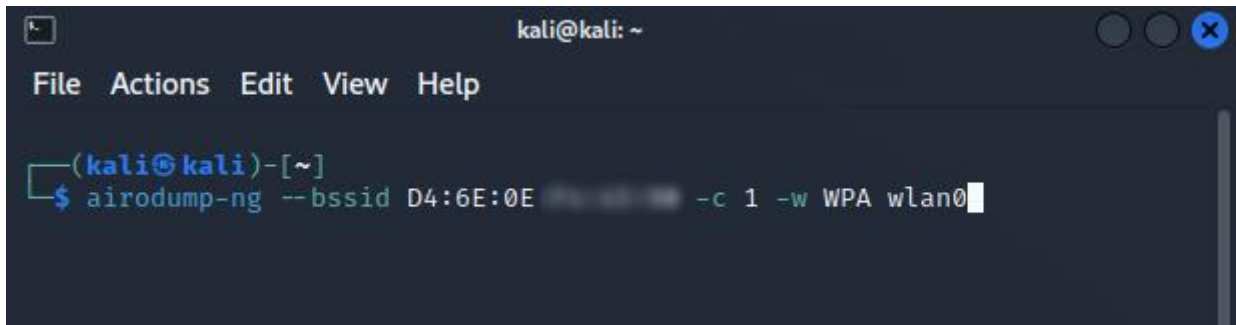 kali@kali: ~
File Actions Edit View Help
(kali㉿kali)-[~]
$ airodump-ng --bssid D4:6E:0E -c 1 -w WPA wlan0